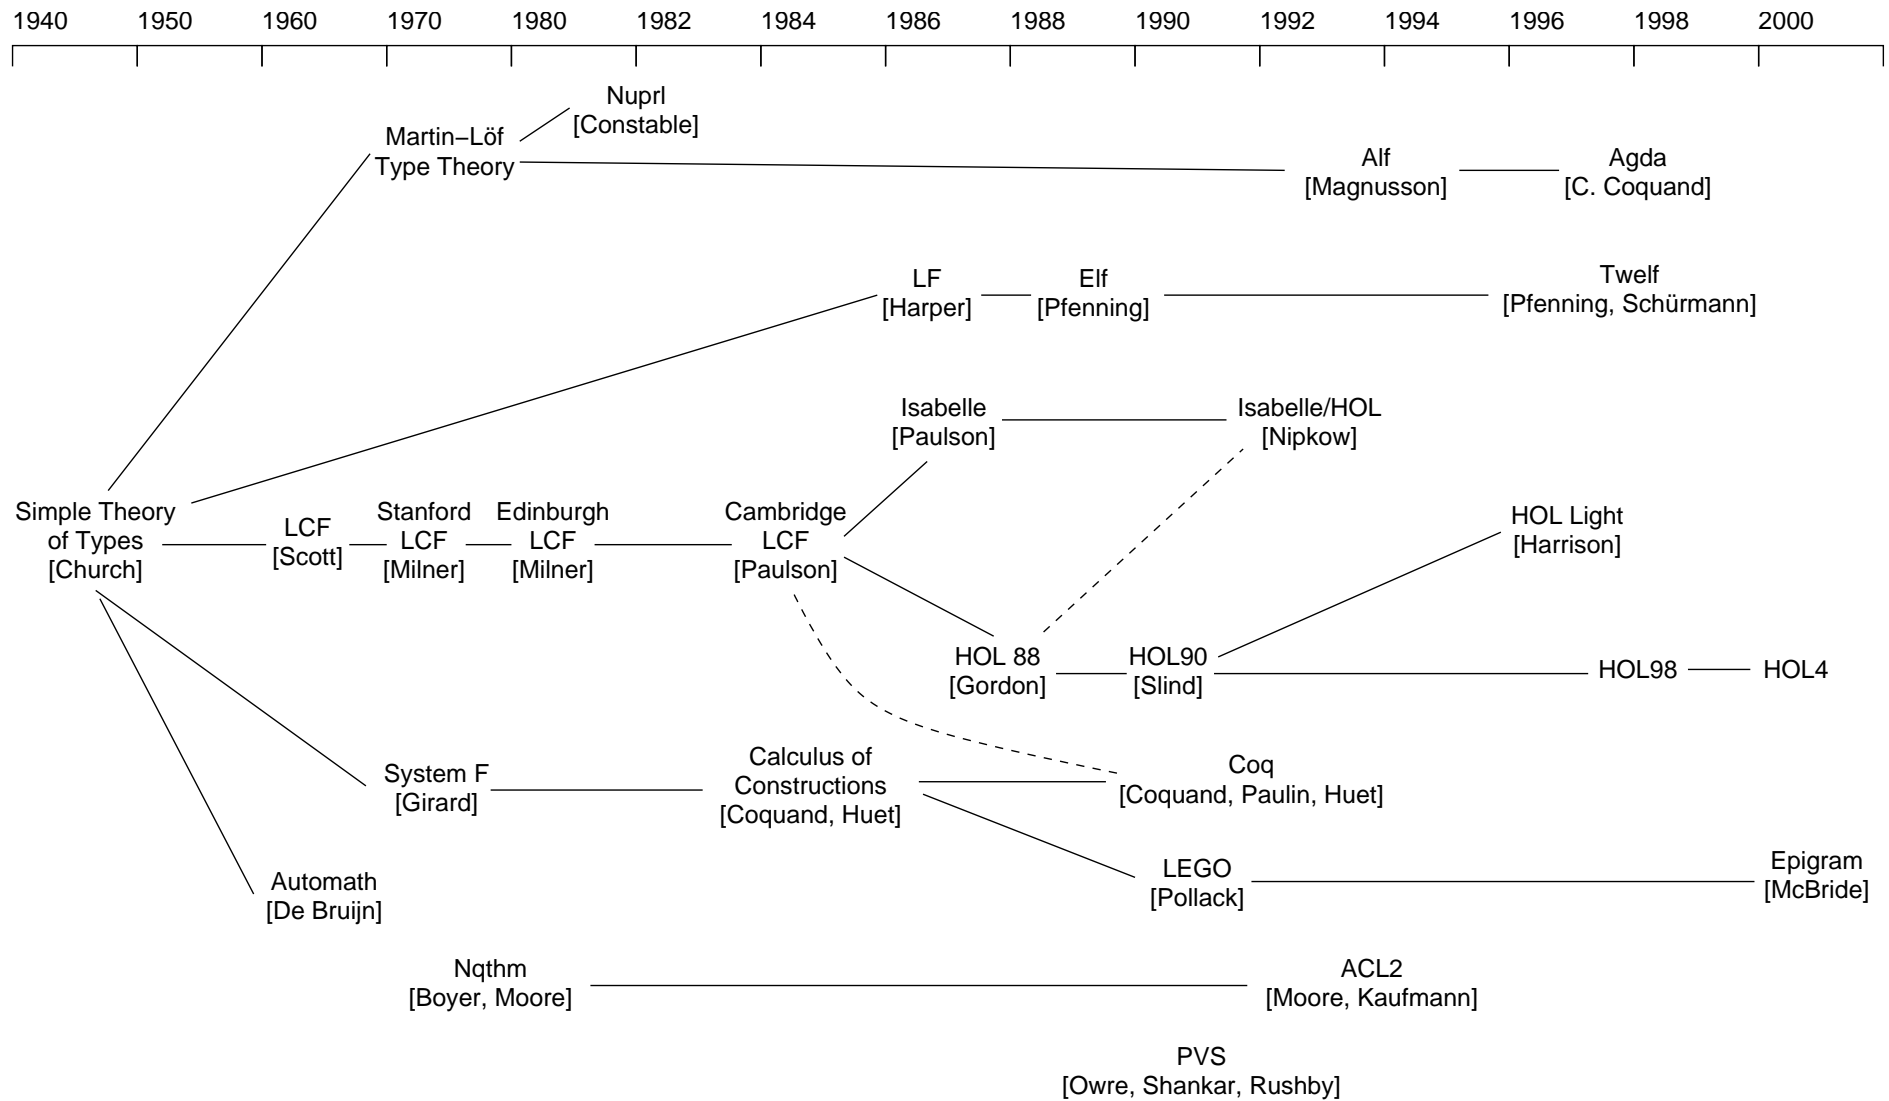 1940 1950 1960 1970 1980 1982 1984 1986 1988 1990 1992 1994 1996 1998 2000
Nuprl
[Constable]
Martin–Löf
Type Theory
Alf
[Magnusson]
Agda
[C. Coquand]
LF
[Harper]
Elf
[Pfenning]
Twelf
[Pfenning, Schürmann]
Isabelle
[Paulson]
Isabelle/HOL
[Nipkow]
Simple Theory
of Types
[Church]
LCF
[Scott]
Stanford
LCF
[Milner]
Edinburgh
LCF
[Milner]
Cambridge
LCF
[Paulson]
HOL Light
[Harrison]
HOL 88
[Gordon]
HOL90
[Slind]
HOL98
HOL4
System F
[Girard]
Calculus of
Constructions
[Coquand, Huet]
Coq
[Coquand, Paulin, Huet]
LEGO
[Pollack]
Epigram
[McBride]
Automath
[De Bruijn]
Nqthm
[Boyer, Moore]
ACL2
[Moore, Kaufmann]
PVS
[Owre, Shankar, Rushby]